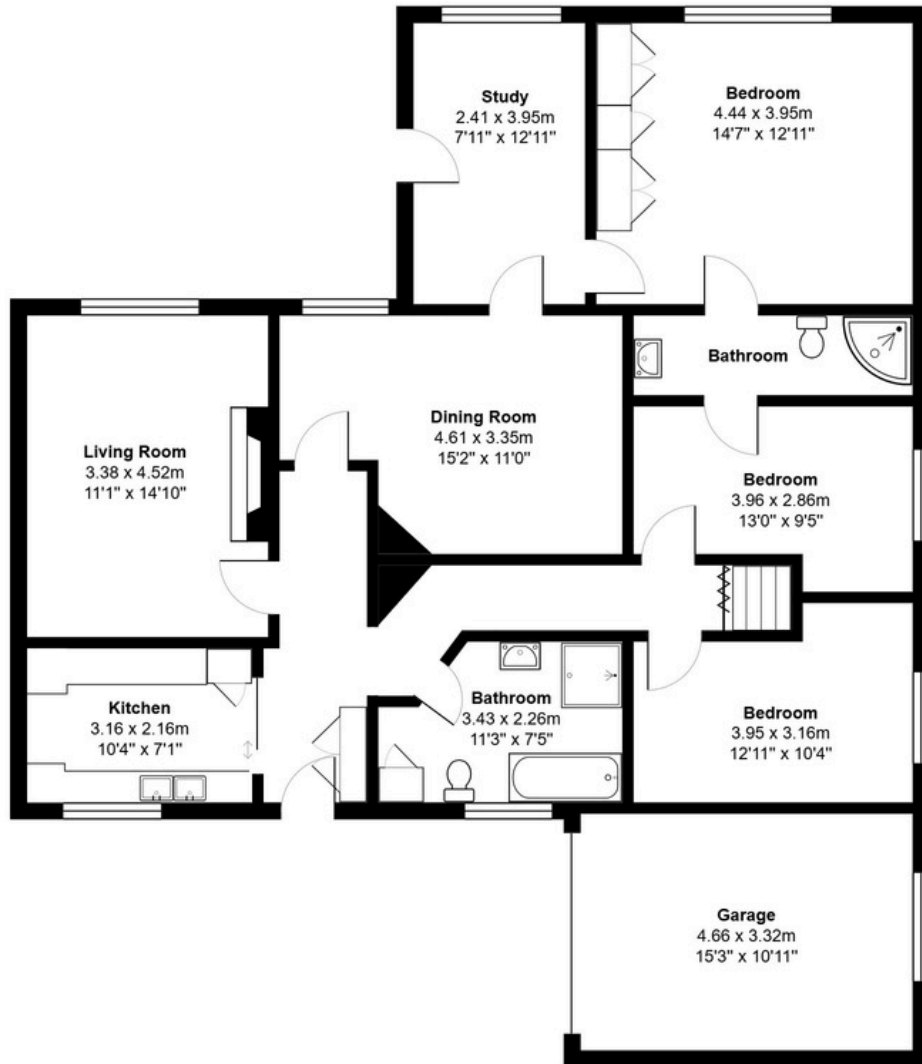 Study
2.41 x 3.95m
7'11" x 12'11"
Bedroom
4.44 x 3.95m
14'7" x 12'11"
Bathroom
Living Room
3.38 x 4.52m
11'1" x 14'10"
Dining Room
4.61 x 3.35m
15'2" x 11'0"
Bedroom
3.96 x 2.86m
13'0" x 9'5"
Kitchen
3.16 x 2.16m
10'4" x 7'1"
Bathroom
3.43 x 2.26m
11'3" x 7'5"
Bedroom
3.95 x 3.16m
12'11" x 10'4"
Garage
4.66 x 3.32m
15'3" x 10'11"